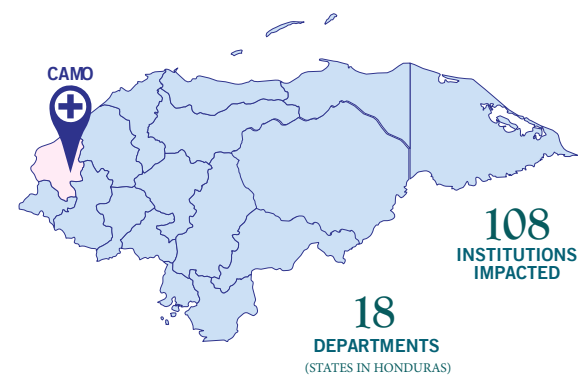 CAMO
108
INSTITUTIONS
IMPACTED
18
DEPARTMENTS
(STATES IN HONDURAS)